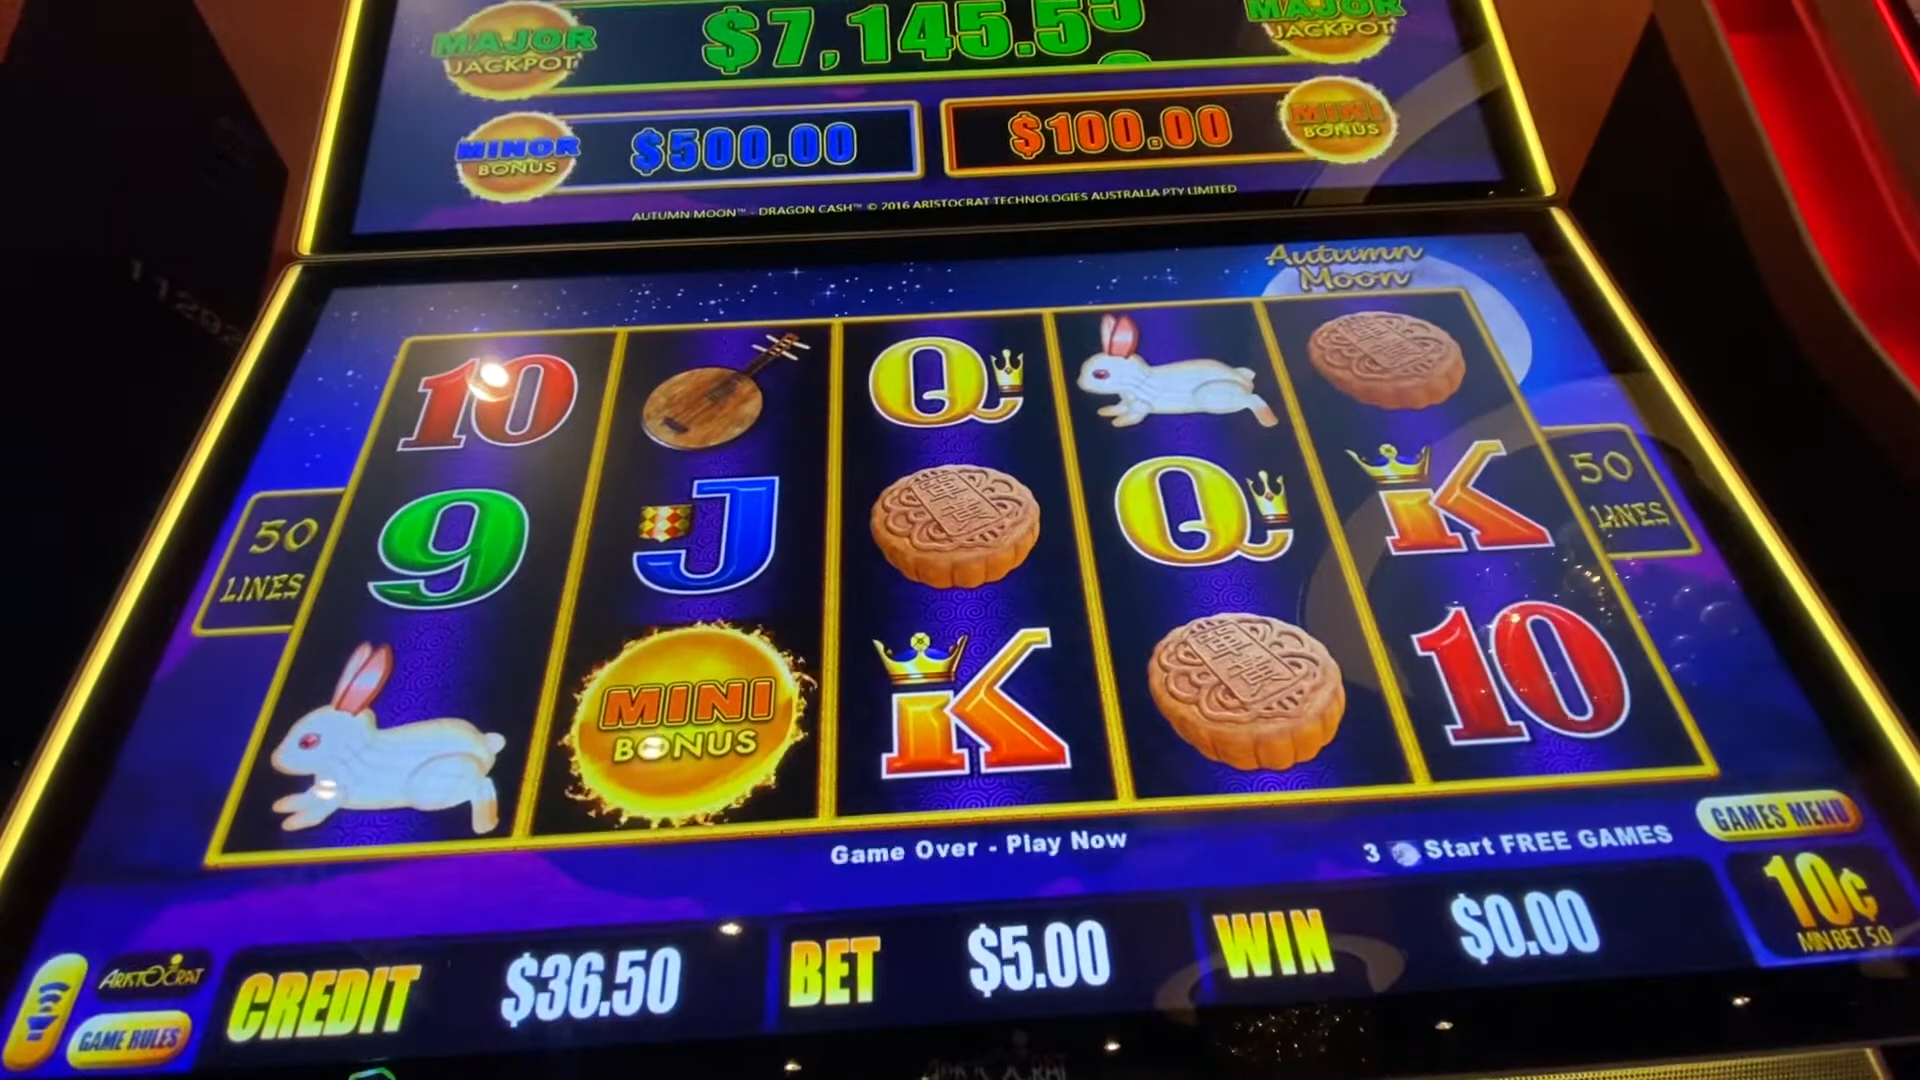 MAJOR
JACKPOT
MAJOR
JACKPOT
MINOR
BONUS
$500.00
$100.00
MINI
BONUS
AUTUMN MOON™ - DRAGON CASH™ © 2016 ARISTOCRAT TECHNOLOGIES AUSTRALIA PTY LIMITED
Autumn
Moon
10
Q
9
J
Q
K
50
LINES
50
LINES
MINI
BONUS
K
10
Game Over - Play Now
3 Start FREE GAMES
GAMES MENU
ARISTOCRAT
GAME RULES
CREDIT $36.50
BET $5.00
WIN $0.00
10¢
MIN BET 50